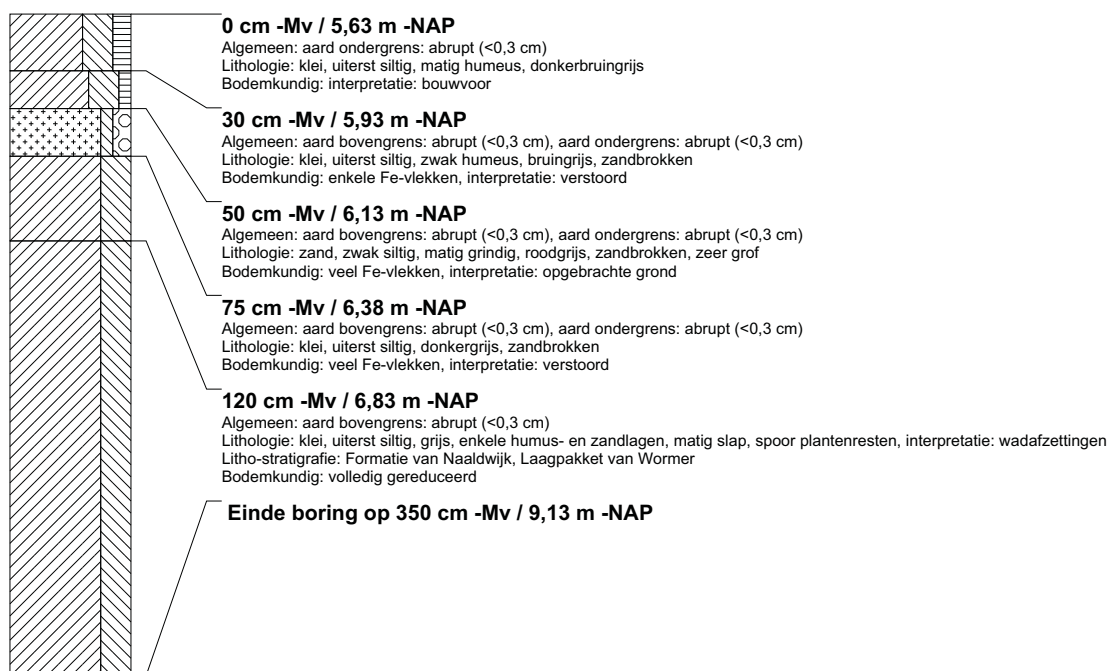 0 cm -Mv / 5,63 m -NAP
Algemeen: aard ondergrens: abrupt (<0,3 cm)
Lithologie: klei, uiterst siltig, matig humeus, donkerbruingrijs
Bodemkundig: interpretatie: bouwvoor
30 cm -Mv / 5,93 m -NAP
Algemeen: aard bovengrens: abrupt (<0,3 cm), aard ondergrens: abrupt (<0,3 cm)
Lithologie: klei, uiterst siltig, zwak humeus, bruingrijs, zandbrokken
Bodemkundig: enkele Fe-vlekken, interpretatie: verstoord
50 cm -Mv / 6,13 m -NAP
Algemeen: aard bovengrens: abrupt (<0,3 cm), aard ondergrens: abrupt (<0,3 cm)
Lithologie: zand, zwak siltig, matig grindig, roodgrijs, zandbrokken, zeer grof
Bodemkundig: veel Fe-vlekken, interpretatie: opgebrachte grond
75 cm -Mv / 6,38 m -NAP
Algemeen: aard bovengrens: abrupt (<0,3 cm), aard ondergrens: abrupt (<0,3 cm)
Lithologie: klei, uiterst siltig, donkergrijs, zandbrokken
Bodemkundig: veel Fe-vlekken, interpretatie: verstoord
120 cm -Mv / 6,83 m -NAP
Algemeen: aard bovengrens: abrupt (<0,3 cm)
Lithologie: klei, uiterst siltig, grijs, enkele humus- en zandlagen, matig slap, spoor plantenresten, interpretatie: wadafzettingen
Litho-stratigrafie: Formatie van Naaldwijk, Laagpakket van Wormer
Bodemkundig: volledig gereduceerd
Einde boring op 350 cm -Mv / 9,13 m -NAP